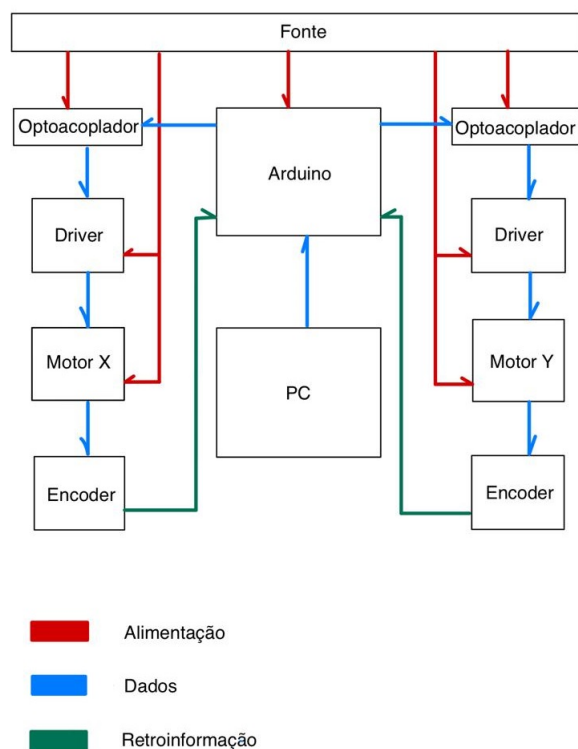 Fonte
Optoacoplador
Arduino
Optoacoplador
Driver
Driver
Motor X
PC
Motor Y
Encoder
Encoder
Alimentação
Dados
Retroinformação